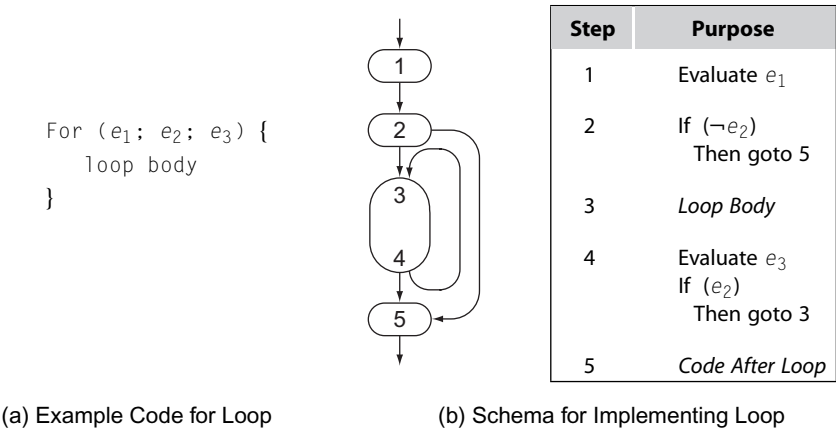 For (e₁; e₂; e₃) {
loop body
}
1
2
3
4
5
Step Purpose
1 Evaluate e₁
2 If (¬e₂)
Then goto 5
3 Loop Body
4 Evaluate e₃
If (e₂)
Then goto 3
5 Code After Loop
(a) Example Code for Loop
(b) Schema for Implementing Loop